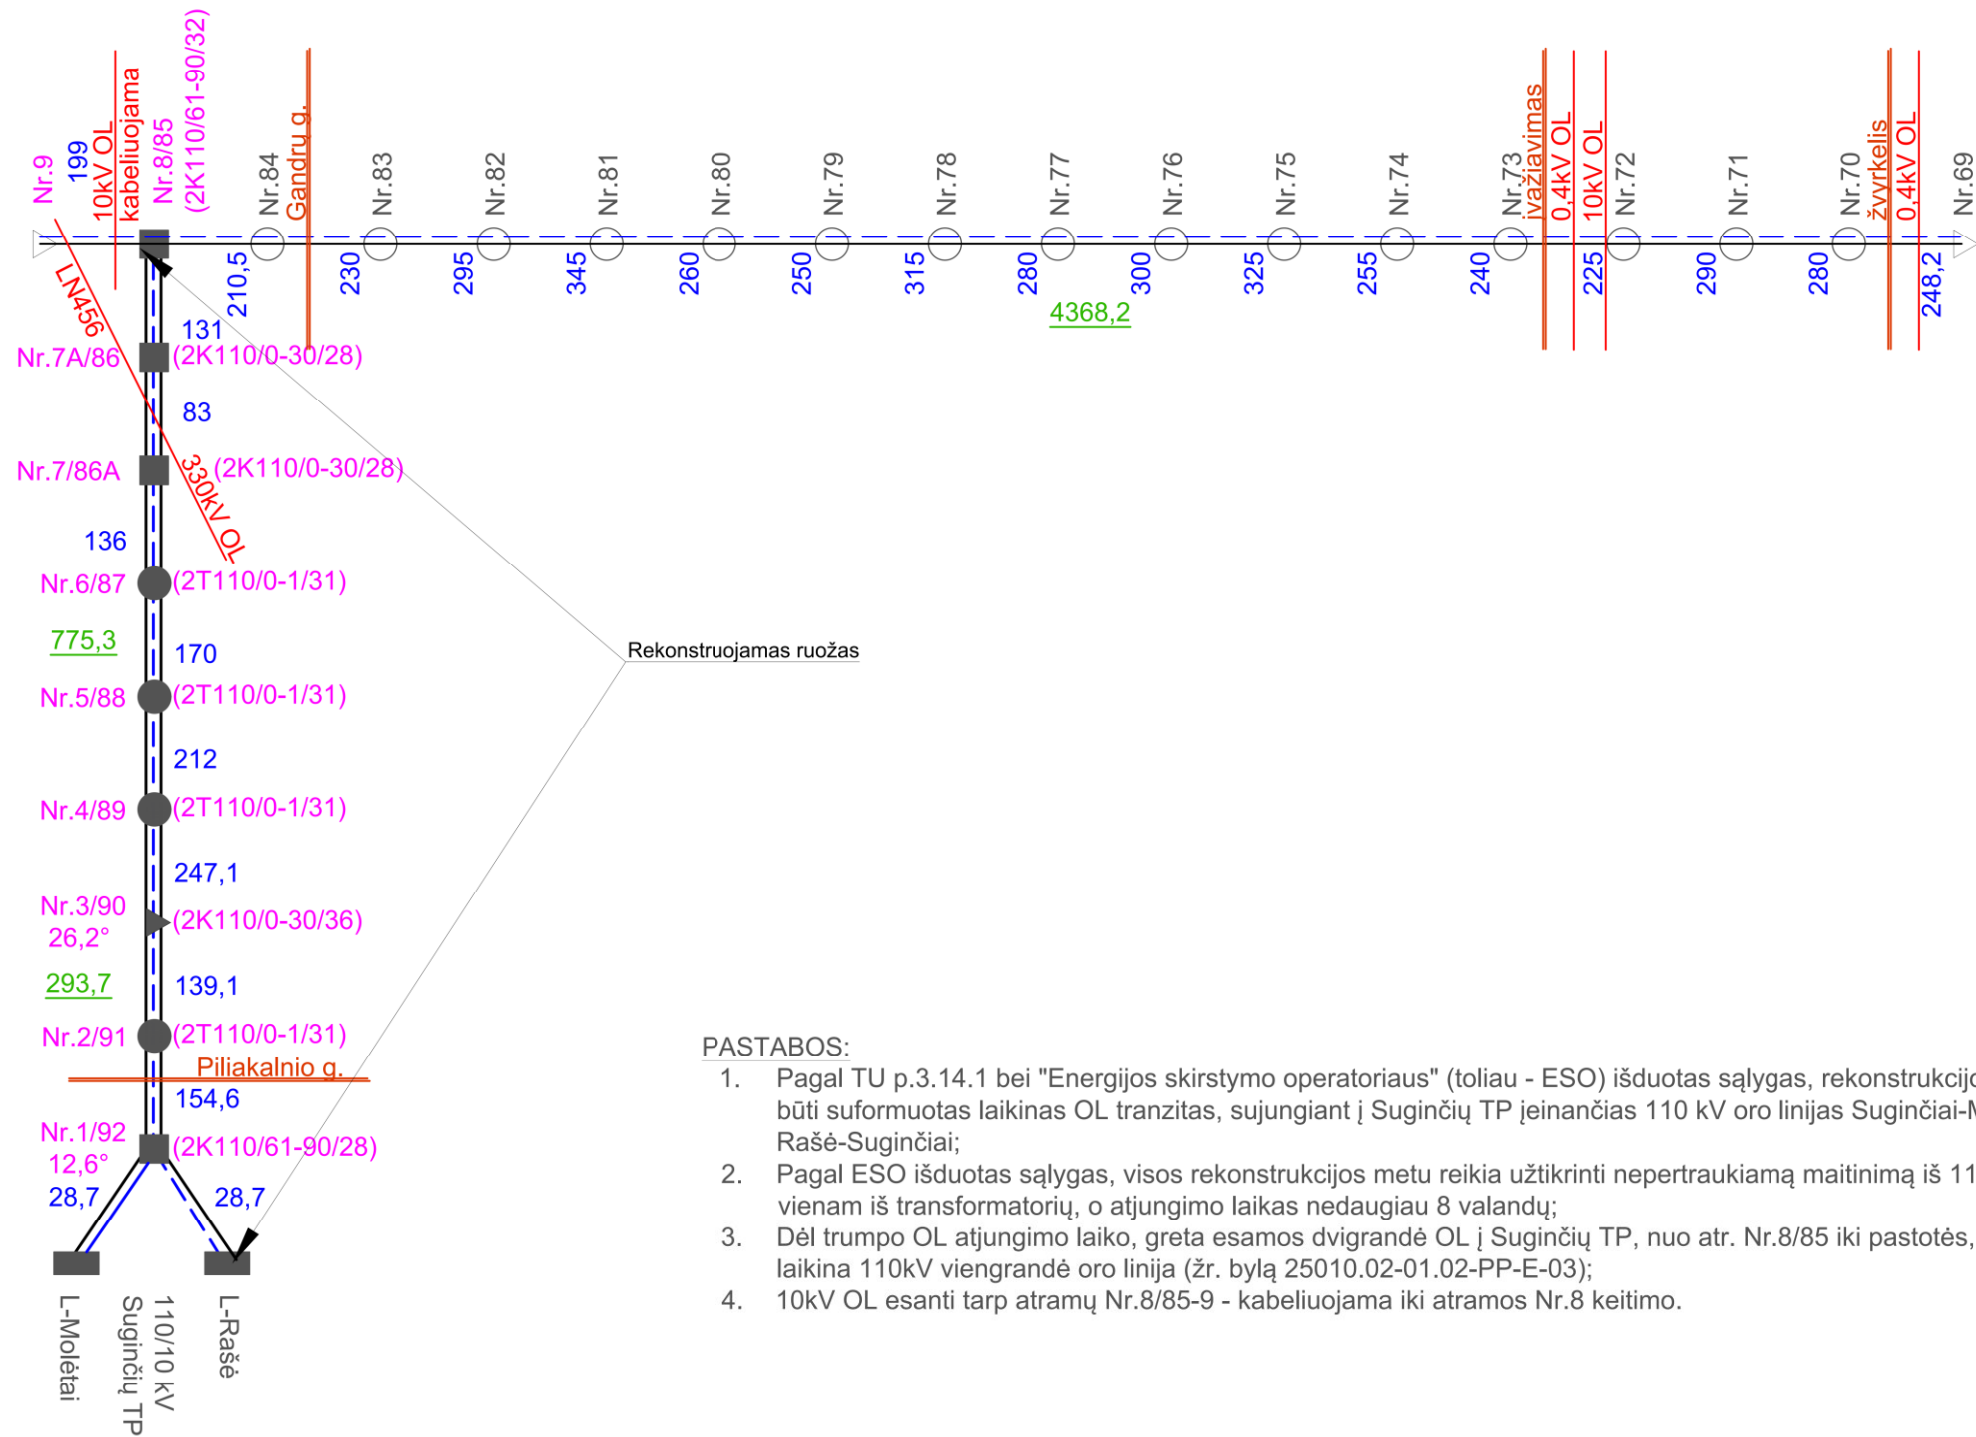 Nr.9
199
10kV OL
kabeliuojama
Nr.8/85
(2K110/61-90/32)
Nr.84
Gandrų g.
Nr.83
Nr.82
Nr.81
Nr.80
Nr.79
Nr.78
Nr.77
Nr.76
Nr.75
Nr.74
Nr.73
įvažiavimas
0,4kV OL
10kV OL
Nr.72
Nr.71
Nr.70
žvyrkelis
0,4kV OL
Nr.69
210,5
230
295
345
260
250
315
280
300
325
255
240
225
290
280
248,2
4368,2
LN456
330kV OL
131
Nr.7A/86
(2K110/0-30/28)
83
Nr.7/86A
(2K110/0-30/28)
136
Nr.6/87
(2T110/0-1/31)
775,3
170
Rekonstruojamas ruožas
Nr.5/88
(2T110/0-1/31)
212
Nr.4/89
(2T110/0-1/31)
247,1
Nr.3/90
26,2°
(2K110/0-30/36)
293,7
139,1
Nr.2/91
(2T110/0-1/31)
Piliakalnio g.
154,6
Nr.1/92
12,6°
(2K110/61-90/28)
28,7
28,7
L-Molėtai
110/10 kV
Suginčių TP
L-Rašė
PASTABOS:
1. Pagal TU p.3.14.1 bei "Energijos skirstymo operatoriaus" (toliau - ESO) išduotas sąlygas, rekonstrukcijo
būti suformuotas laikinas OL tranzitas, sujungiant į Suginčių TP įeinančias 110 kV oro linijas Suginčiai-M
Rašė-Suginčiai;
2. Pagal ESO išduotas sąlygas, visos rekonstrukcijos metu reikia užtikrinti nepertraukiamą maitinimą iš 11
vienam iš transformatorių, o atjungimo laikas nedaugiau 8 valandų;
3. Dėl trumpo OL atjungimo laiko, greta esamos dvigrandė OL į Suginčių TP, nuo atr. Nr.8/85 iki pastotės,
laikina 110kV viengrandė oro linija (žr. bylą 25010.02-01.02-PP-E-03);
4. 10kV OL esanti tarp atramų Nr.8/85-9 - kabeliuojama iki atramos Nr.8 keitimo.